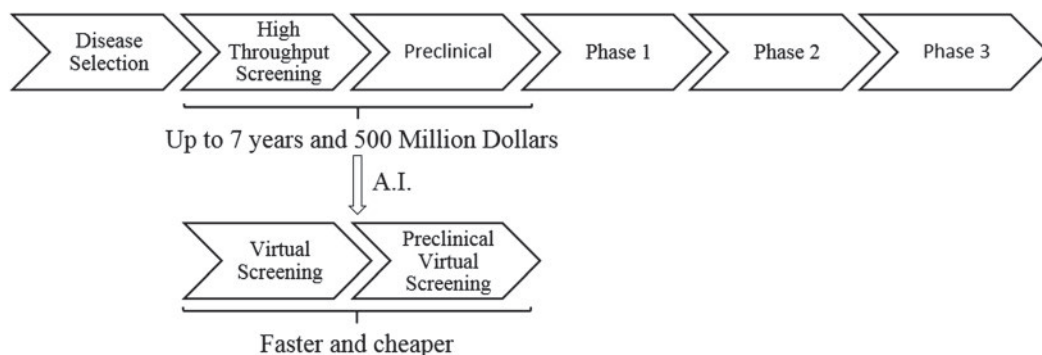 Disease
Selection
High
Throughput
Screening
Preclinical
Phase 1
Phase 2
Phase 3
Up to 7 years and 500 Million Dollars
A.I.
Virtual
Screening
Preclinical
Virtual
Screening
Faster and cheaper